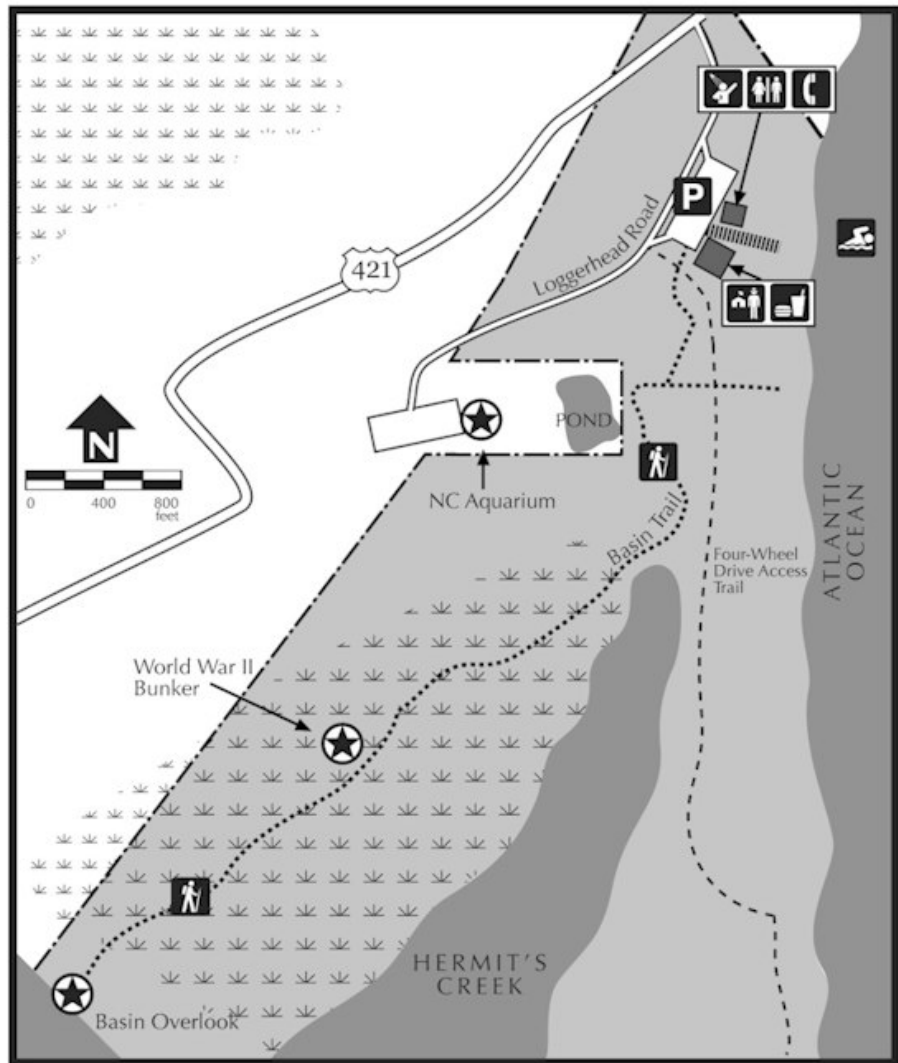 P
421
Loggerhead Road
POND
N
0 400 800
feet
NC Aquarium
Basin Trail
Four-Wheel
Drive Access
Trail
ATLANTIC
OCEAN
World War II
Bunker
HERMIT'S
CREEK
Basin Overlook